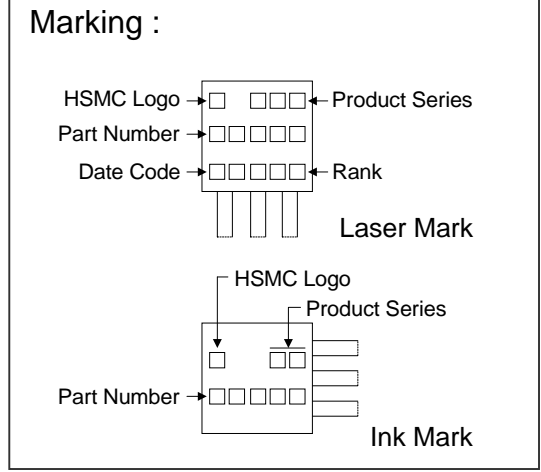 Marking :
HSMC Logo Product Series
Part Number
Date Code Rank
Laser Mark
HSMC Logo
Product Series
Part Number
Ink Mark